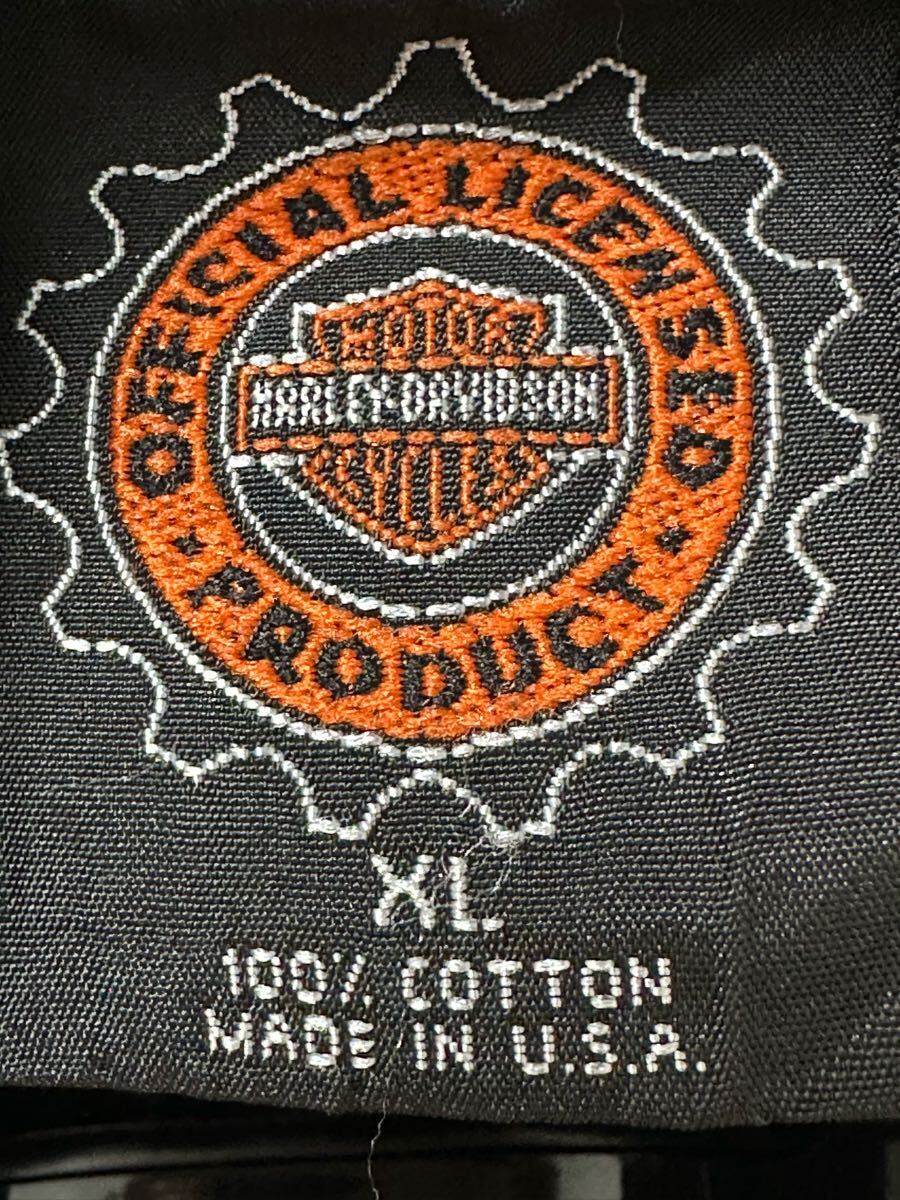 OFFICIAL LICENSED
MOTOR
HARLEY-DAVIDSON
CYCLES
• PRODUCT •
XL
100% COTTON
MADE IN U.S.A.